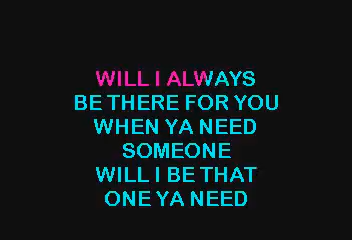 WILL I ALWAYS
BE THERE FOR YOU
WHEN YA NEED
SOMEONE
WILL I BE THAT
ONE YA NEED